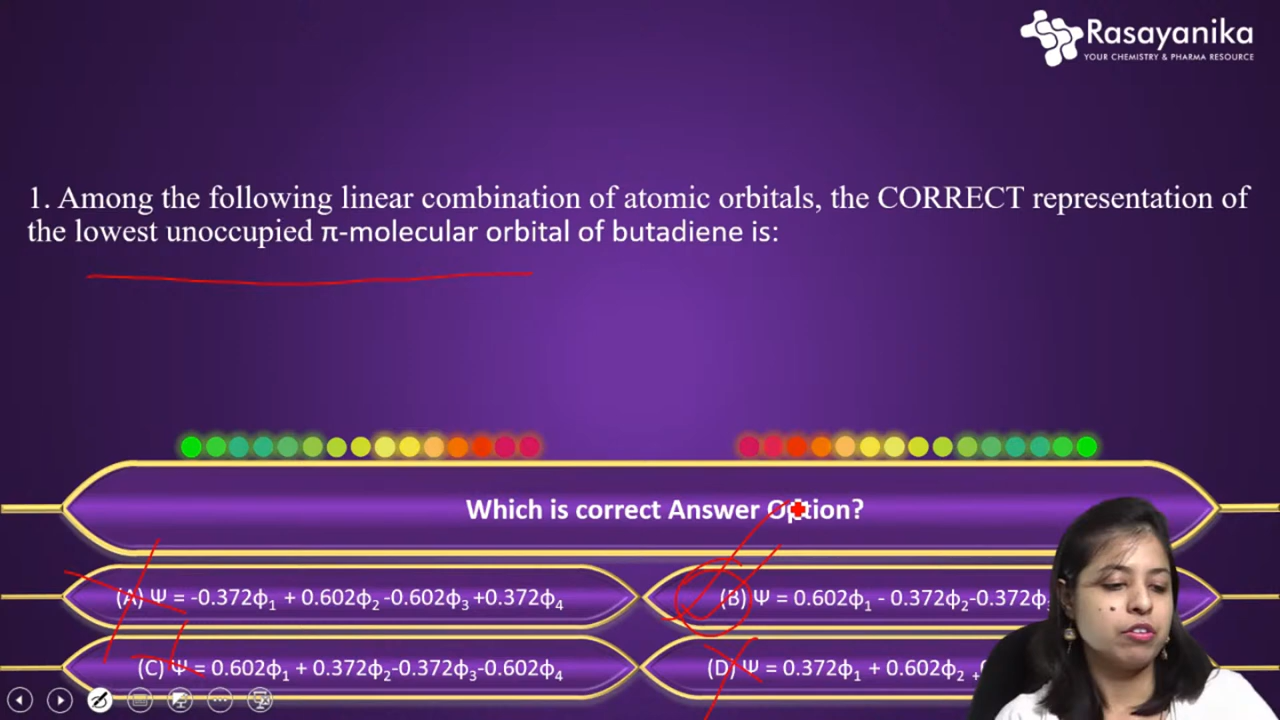 Rasayanika
YOUR CHEMISTRY & PHARMA RESOURCE
1. Among the following linear combination of atomic orbitals, the CORRECT representation of
the lowest unoccupied π-molecular orbital of butadiene is:
Which is correct Answer Option?
(A) Ψ = -0.372ϕ₁ + 0.602ϕ₂ -0.602ϕ₃ +0.372ϕ₄
(B) Ψ = 0.602ϕ₁ - 0.372ϕ₂-0.372ϕ
(C) Ψ = 0.602ϕ₁ + 0.372ϕ₂-0.372ϕ₃-0.602ϕ₄
(D) Ψ = 0.372ϕ₁ + 0.602ϕ₂ +